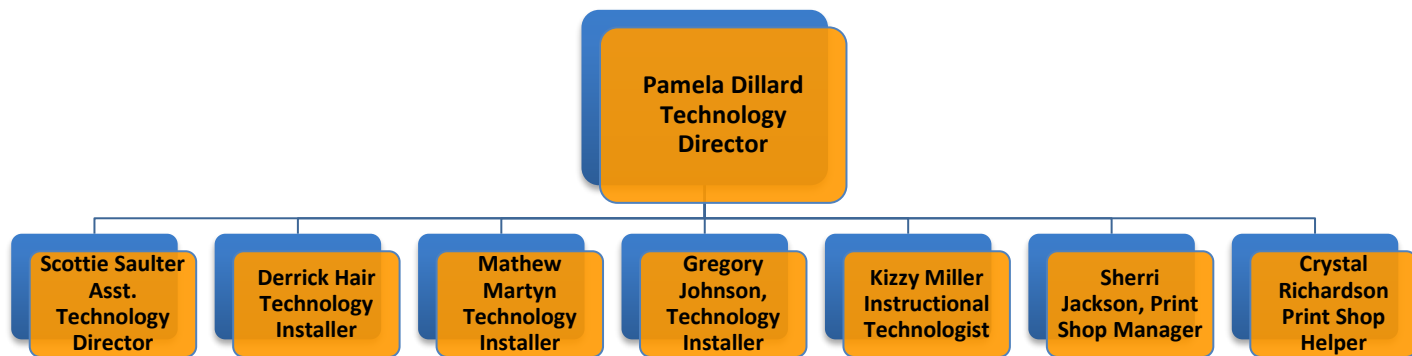 Pamela Dillard
Technology
Director
Scottie Saulter
Asst.
Technology
Director
Derrick Hair
Technology
Installer
Mathew
Martyn
Technology
Installer
Gregory
Johnson,
Technology
Installer
Kizzy Miller
Instructional
Technologist
Sherri
Jackson, Print
Shop Manager
Crystal
Richardson
Print Shop
Helper